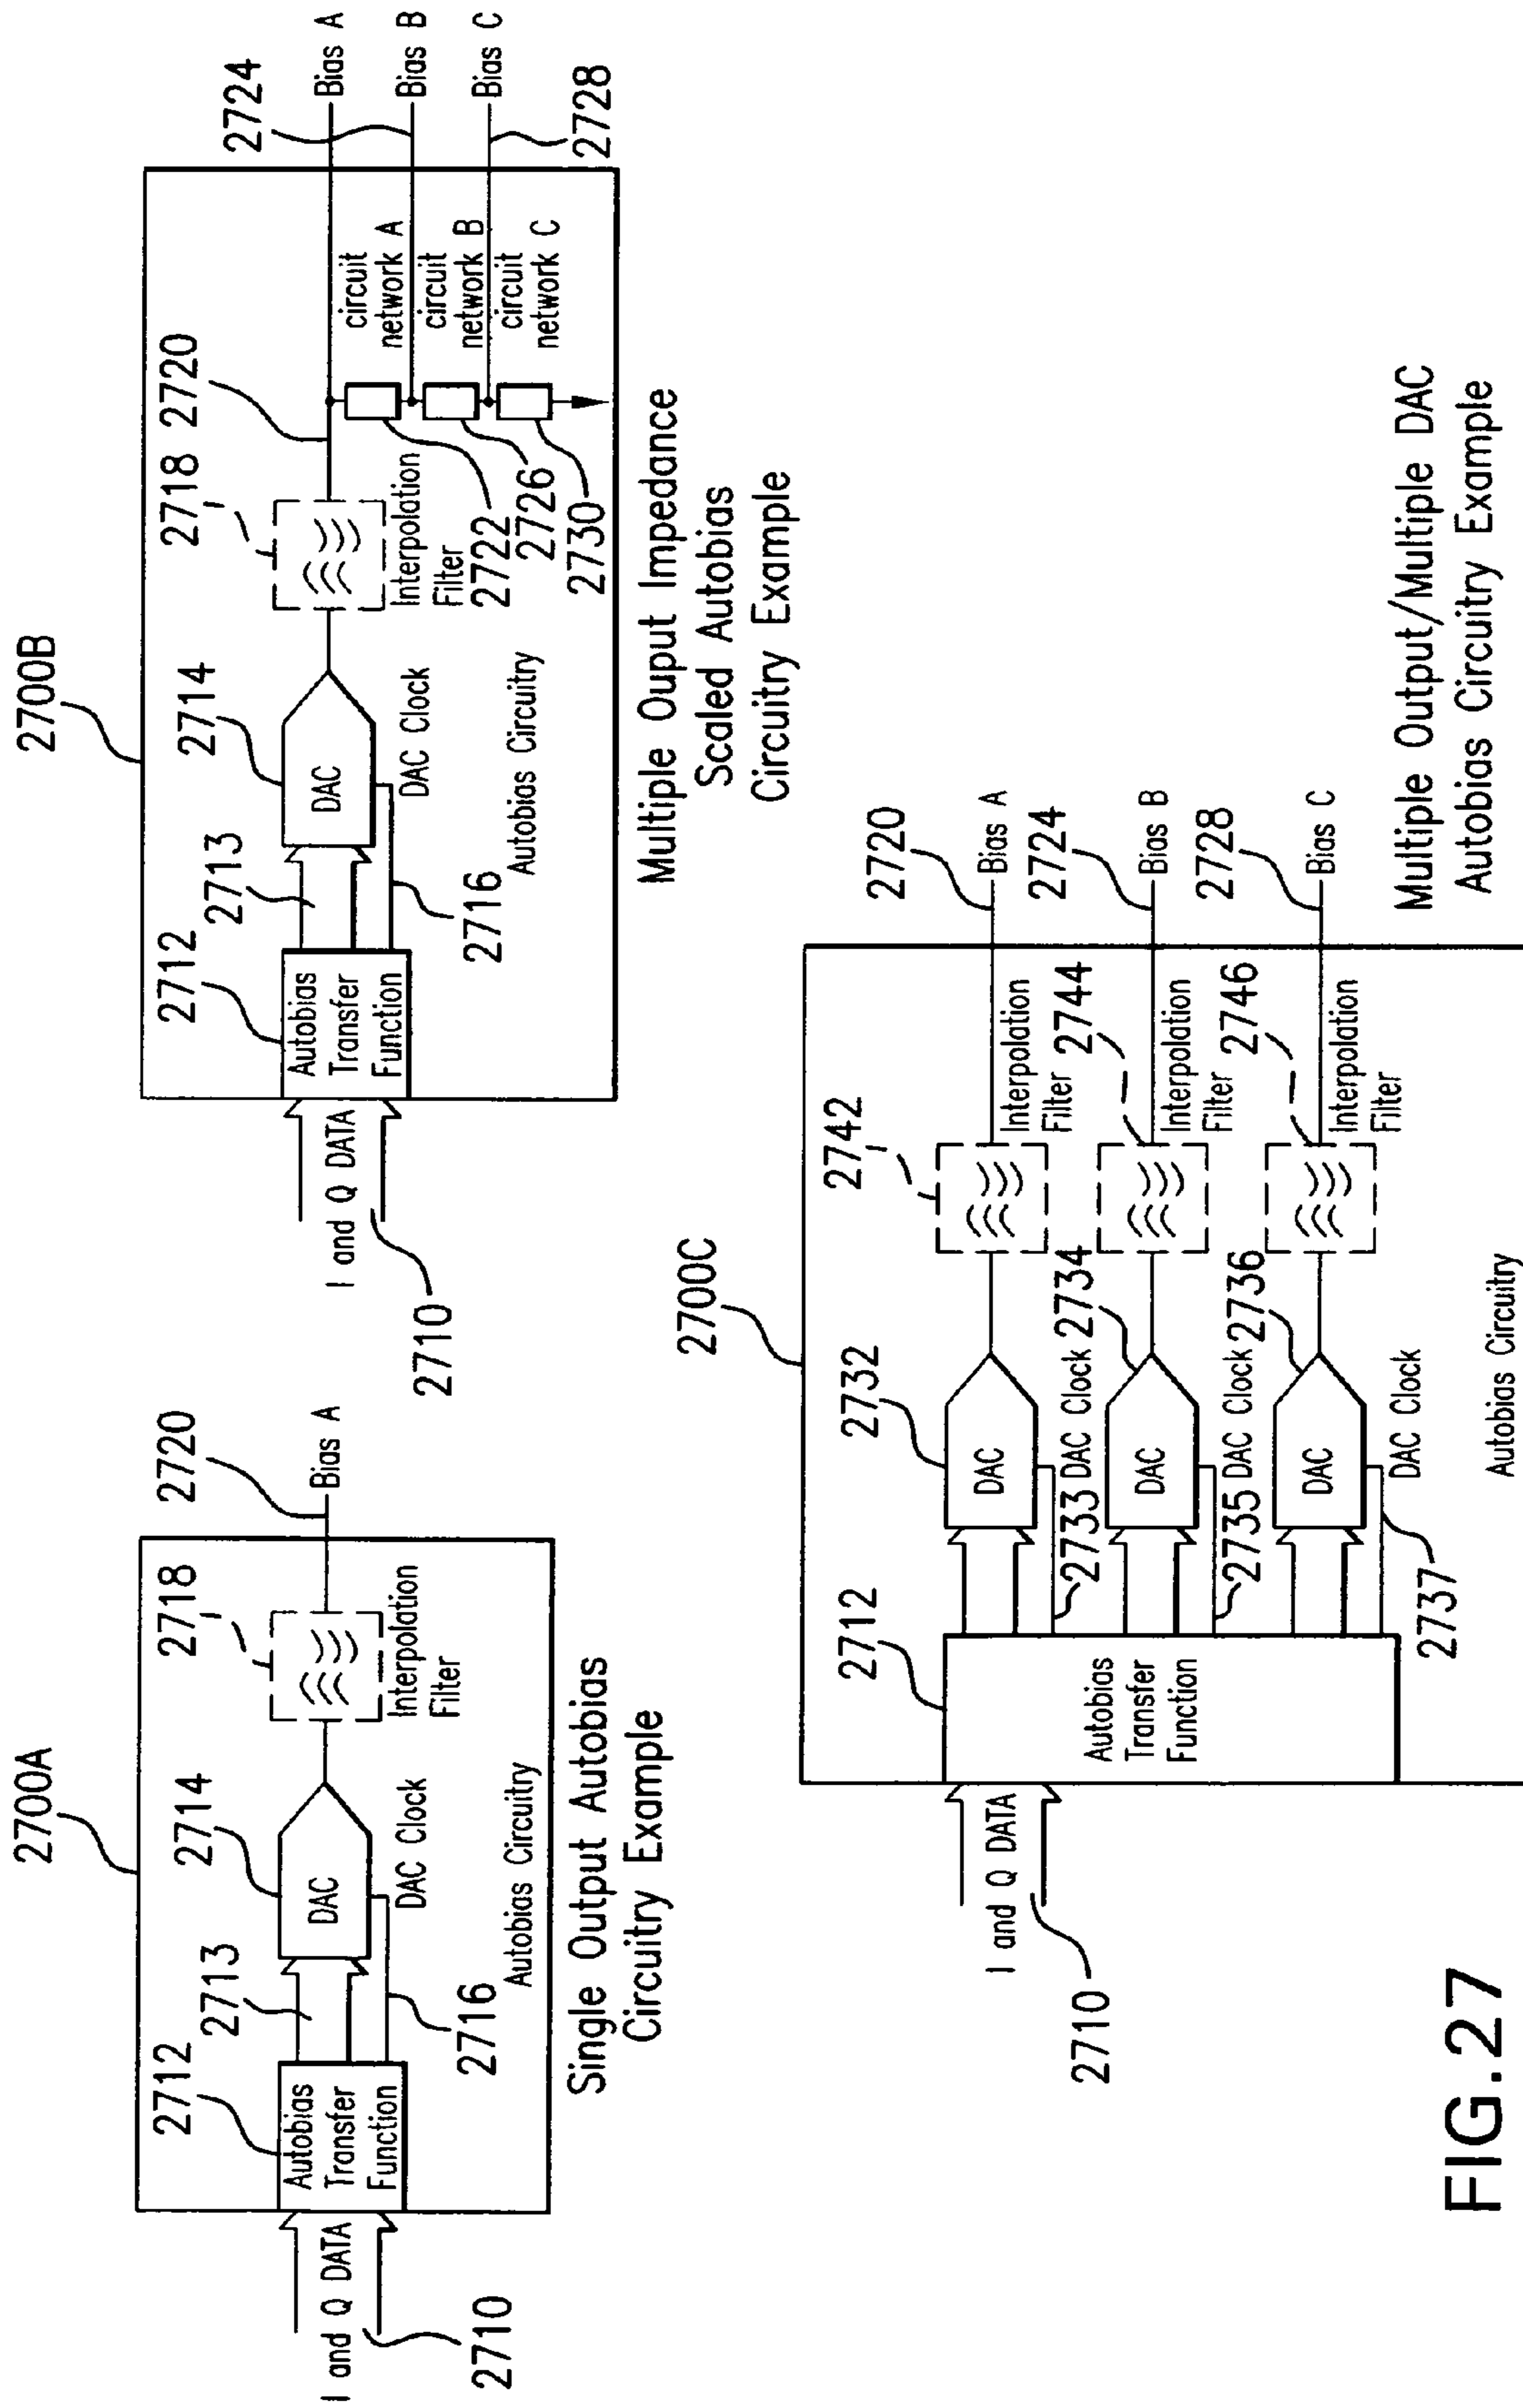 2700A
2712
2713
2714
2718
2720
I and Q DATA
Autobias
Transfer
Function
DAC
Bias A
2710
2716
DAC Clock
Interpolation
Filter
Autobias Circuitry
Single Output Autobias
Circuitry Example
2700B
2712
2713
2714
2718
2720
2724
I and Q DATA
Autobias
Transfer
Function
DAC
Bias A
2710
2716
DAC Clock
Interpolation
Filter
circuit
network A
Bias B
circuit
network B
Bias C
circuit
network C
2722
2726
2730
2728
Autobias Circuitry
Multiple Ouput Impedance
Scaled Autobias
Circuitry Example
2700C
2712
2732
2742
2720
I and Q DATA
DAC
Bias A
2710
2733
DAC Clock
2734
Interpolation
Filter
2744
2724
Autobias
Transfer
Function
DAC
Bias B
2735
DAC Clock
2736
Interpolation
Filter
2746
2728
DAC
Bias C
2737
DAC Clock
Interpolation
Filter
Autobias Circuitry
Multiple Output/Multiple DAC
Autobias Circuitry Example
FIG.27